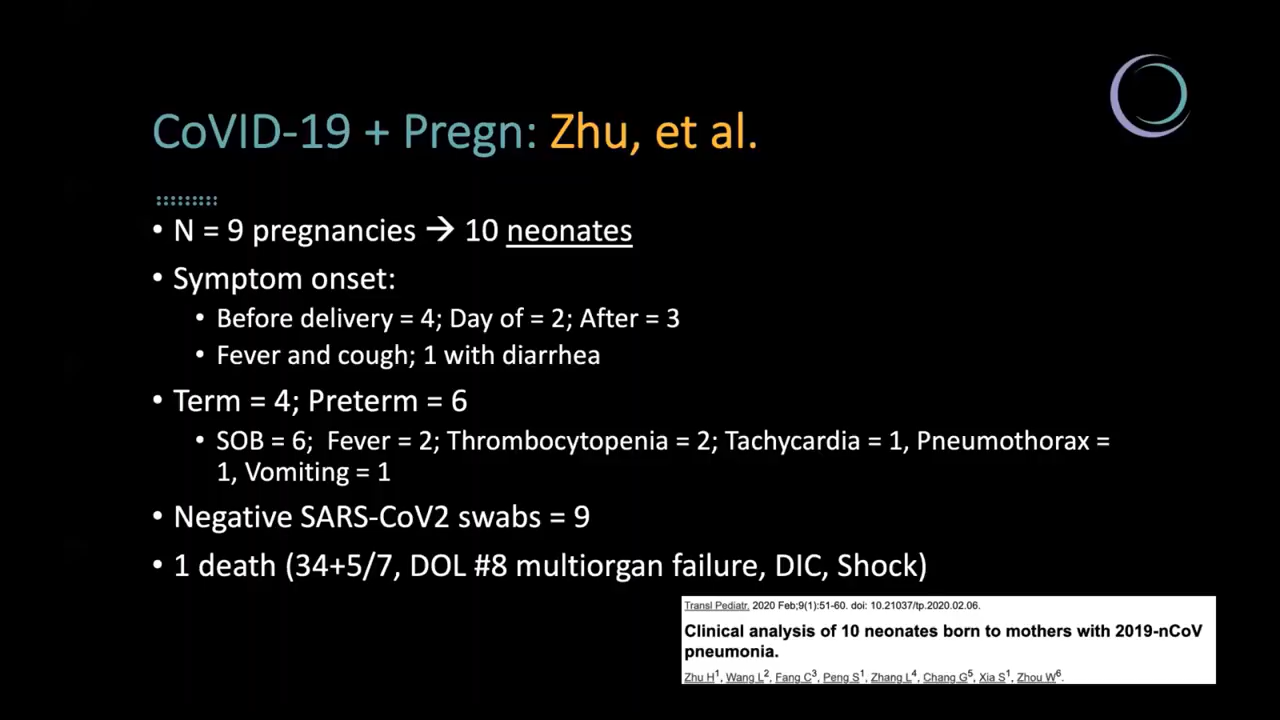 CoVID-19 + Pregn: Zhu, et al.
• N = 9 pregnancies → 10 neonates
• Symptom onset:
• Before delivery = 4; Day of = 2; After = 3
• Fever and cough; 1 with diarrhea
• Term = 4; Preterm = 6
• SOB = 6;  Fever = 2; Thrombocytopenia = 2; Tachycardia = 1, Pneumothorax =
1, Vomiting = 1
• Negative SARS-CoV2 swabs = 9
• 1 death (34+5/7, DOL #8 multiorgan failure, DIC, Shock)
Transl Pediatr. 2020 Feb;9(1):51-60. doi: 10.21037/tp.2020.02.06.
Clinical analysis of 10 neonates born to mothers with 2019-nCoV
pneumonia.
Zhu H1, Wang L2, Fang C3, Peng S1, Zhang L4, Chang G5, Xia S1, Zhou W6.